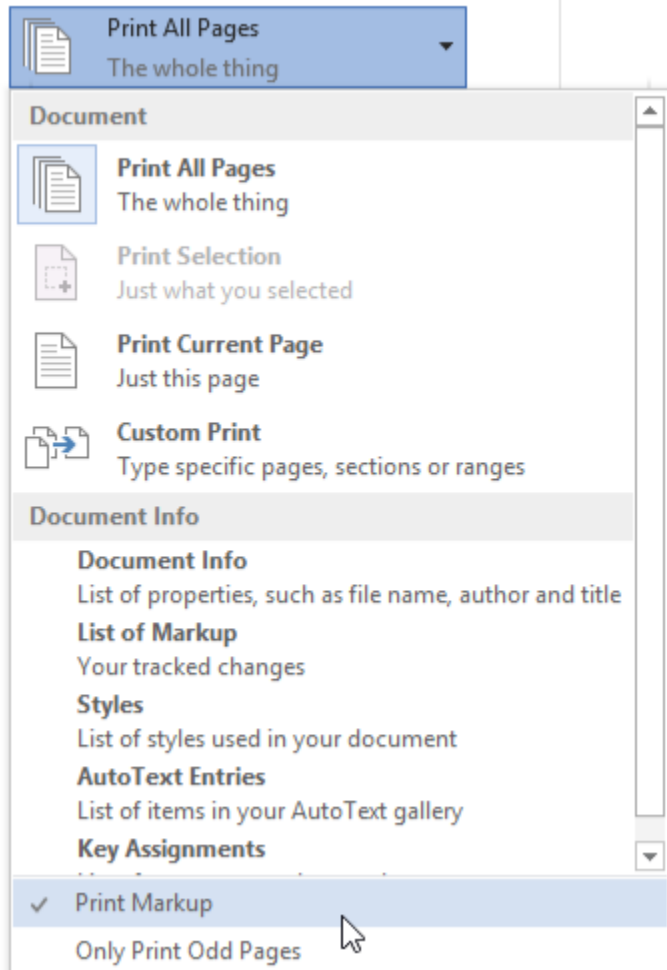 Print All Pages
The whole thing
Document
Print All Pages
The whole thing
Print Selection
Just what you selected
Print Current Page
Just this page
Custom Print
Type specific pages, sections or ranges
Document Info
Document Info
List of properties, such as file name, author and title
List of Markup
Your tracked changes
Styles
List of styles used in your document
AutoText Entries
List of items in your AutoText gallery
Key Assignments
Print Markup
Only Print Odd Pages